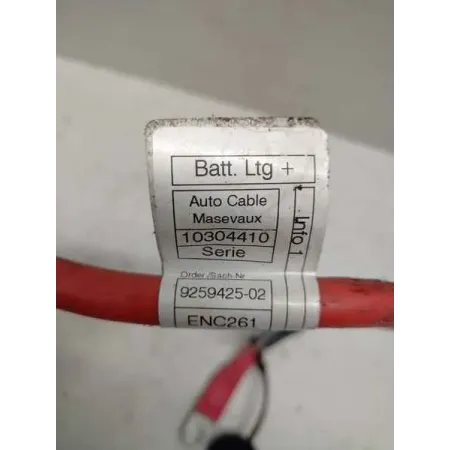 Batt. Ltg +
Auto Cable
Masevaux
10304410
Serie
Info 1
Order./Sach Nr
9259425-02
ENC261